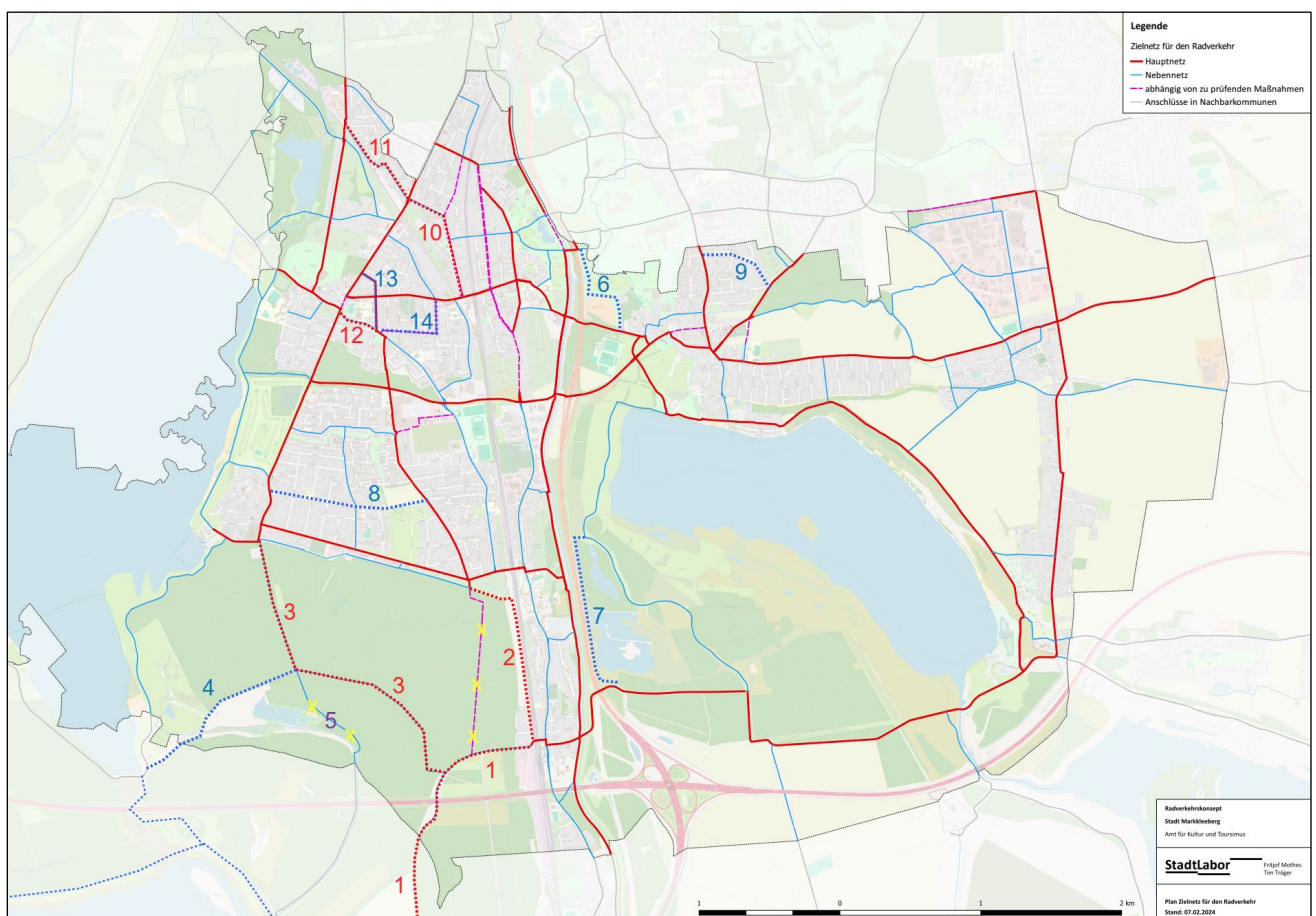 Legende
Zielnetz für den Radverkehr
Hauptnetz
Nebennetz
abhängig von zu prüfenden Maßnahmen
Anschlüsse in Nachbarkommunen
11
10
13
6
9
14
12
8
3
7
2
4
3
X
X
X
5
X
X
1
1
1 0 1 2 km
Radverkehrskonzept
Stadt Markkleeberg
Amt für Kultur und Toursimus
StadtLabor
Fritjof Mothes
Tim Tröger
Plan Zielnetz für den Radverkehr
Stand: 07.02.2024